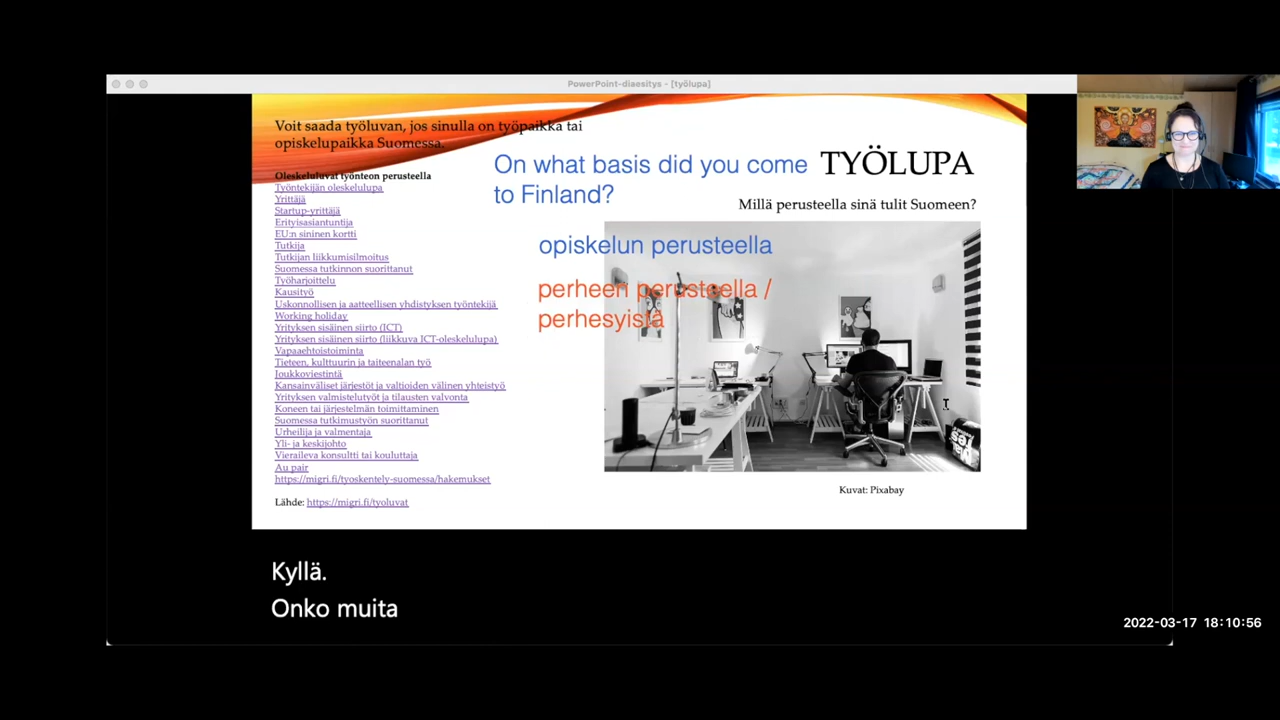 PowerPoint-diaesitys - [työlupa]
Voit saada työluvan, jos sinulla on työpaikka tai
opiskelupaikka Suomessa.
Oleskeluluvat työnteon perusteella
Työntekijän oleskelulupa
Yrittäjä
Startup-yrittäjä
Erityisasiantuntija
EU:n sininen kortti
Tutkija
Tutkijan liikkumisilmoitus
Suomessa tutkinnon suorittanut
Työharjoittelu
Kausityö
Uskonnollisen ja aatteellisen yhdistyksen työntekijä
Working holiday
Yrityksen sisäinen siirto (ICT)
Yrityksen sisäinen siirto (liikkuva ICT-oleskelulupa)
Vapaaehtoistoiminta
Tieteen, kulttuurin ja taiteenalan työ
Joukkoviestintä
Kansainväliset järjestöt ja valtioiden välinen yhteistyö
Yrityksen valmistelutyöt ja tilausten valvonta
Koneen tai järjestelmän toimittaminen
Suomessa tutkimustyön suorittanut
Urheilija ja valmentaja
Yli- ja keskijohto
Vieraileva konsultti tai kouluttaja
Au pair
https://migri.fi/tyoskentely-suomessa/hakemukset
Lähde: https://migri.fi/tyoluvat
On what basis did you come
to Finland?
TYÖLUPA
Millä perusteella sinä tulit Suomeen?
opiskelun perusteella
perheen perusteella /
perhesyistä
Kuvat: Pixabay
Kyllä.
Onko muita
2022-03-17 18:10:56